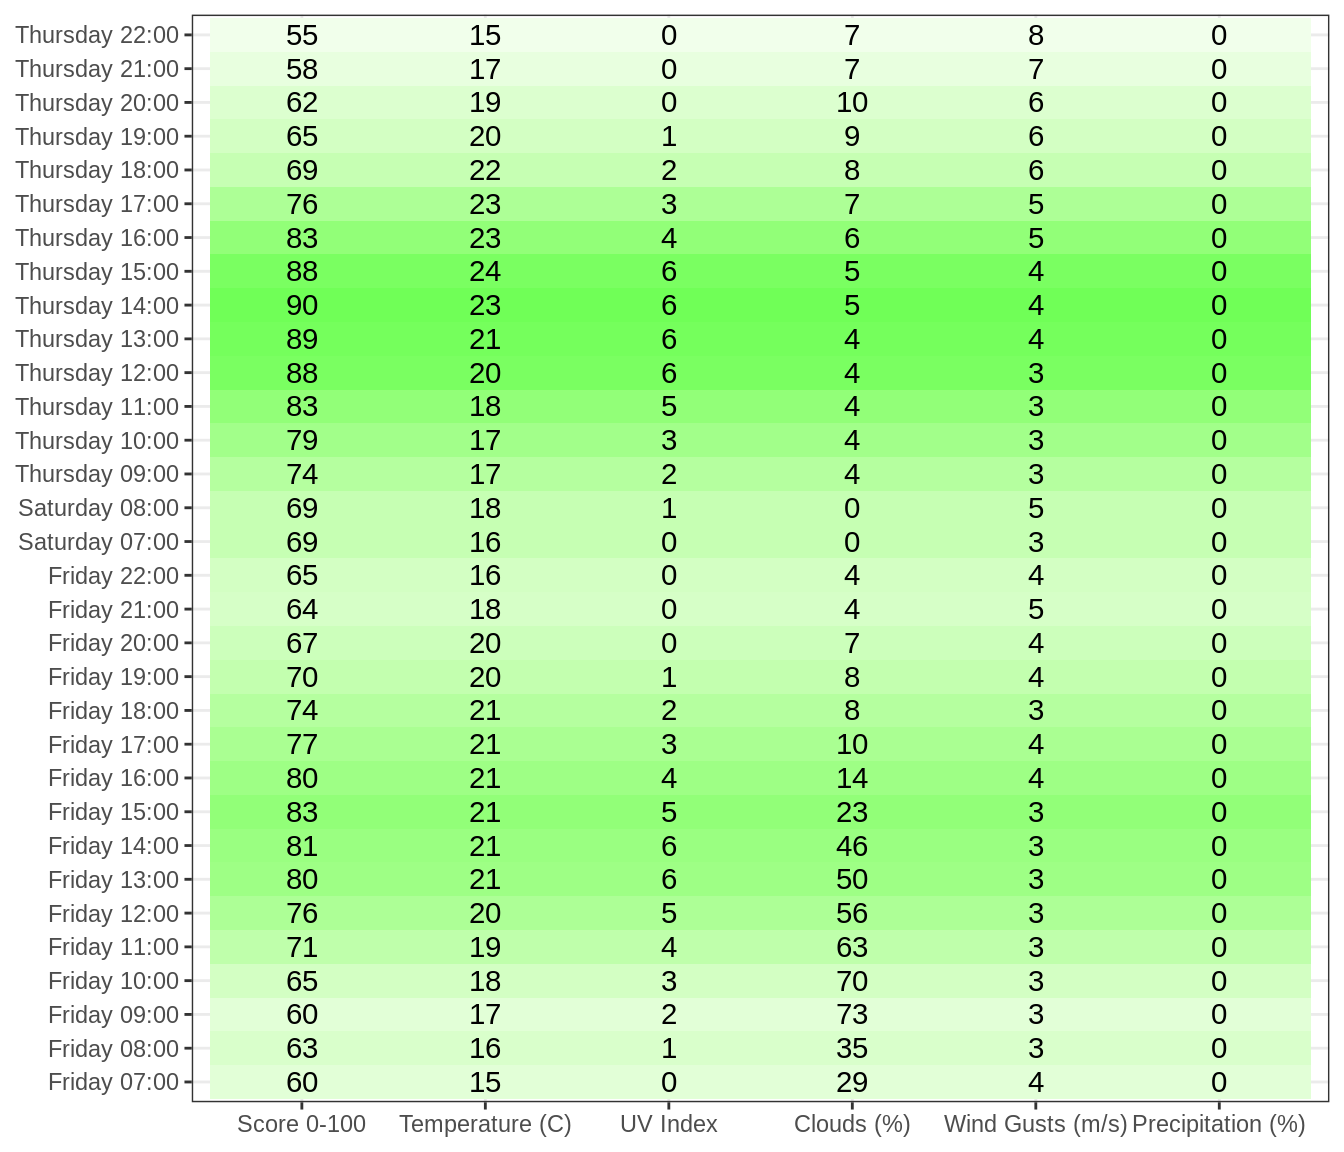 Thursday 22:00 55 15 0 7 8 0
Thursday 21:00 58 17 0 7 7 0
Thursday 20:00 62 19 0 10 6 0
Thursday 19:00 65 20 1 9 6 0
Thursday 18:00 69 22 2 8 6 0
Thursday 17:00 76 23 3 7 5 0
Thursday 16:00 83 23 4 6 5 0
Thursday 15:00 88 24 6 5 4 0
Thursday 14:00 90 23 6 5 4 0
Thursday 13:00 89 21 6 4 4 0
Thursday 12:00 88 20 6 4 3 0
Thursday 11:00 83 18 5 4 3 0
Thursday 10:00 79 17 3 4 3 0
Thursday 09:00 74 17 2 4 3 0
Saturday 08:00 69 18 1 0 5 0
Saturday 07:00 69 16 0 0 3 0
Friday 22:00 65 16 0 4 4 0
Friday 21:00 64 18 0 4 5 0
Friday 20:00 67 20 0 7 4 0
Friday 19:00 70 20 1 8 4 0
Friday 18:00 74 21 2 8 3 0
Friday 17:00 77 21 3 10 4 0
Friday 16:00 80 21 4 14 4 0
Friday 15:00 83 21 5 23 3 0
Friday 14:00 81 21 6 46 3 0
Friday 13:00 80 21 6 50 3 0
Friday 12:00 76 20 5 56 3 0
Friday 11:00 71 19 4 63 3 0
Friday 10:00 65 18 3 70 3 0
Friday 09:00 60 17 2 73 3 0
Friday 08:00 63 16 1 35 3 0
Friday 07:00 60 15 0 29 4 0
Score 0-100 Temperature (C) UV Index Clouds (%) Wind Gusts (m/s) Precipitation (%)